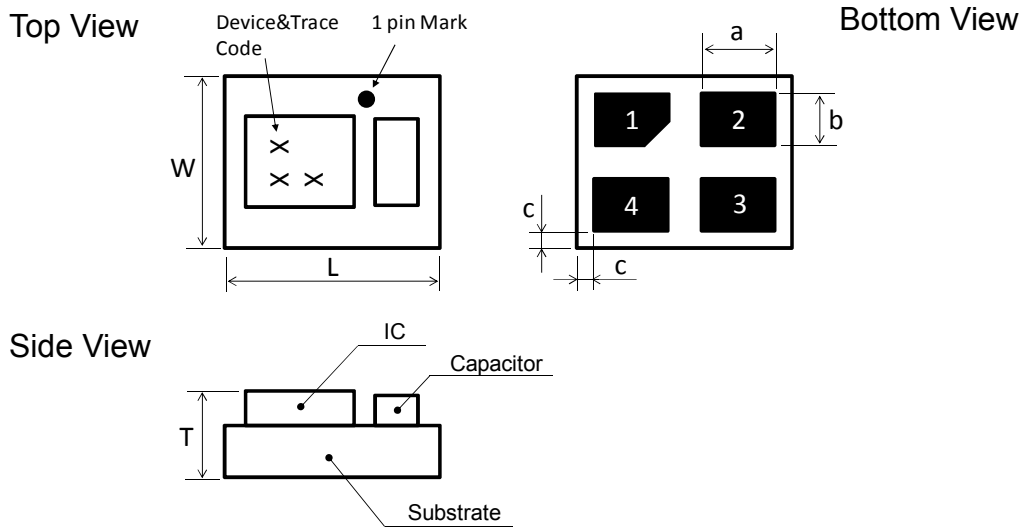 Top View
Device&Trace
Code
1 pin Mark
Bottom View
a
W
X
X X
L
1
2
b
4
3
c
c
Side View
IC
Capacitor
T
Substrate